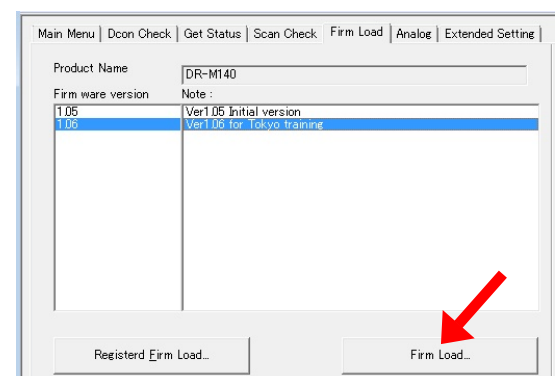 Main Menu Dcon Check Get Status Scan Check Firm Load Analog Extended Setting
Product Name DR-M140
Firm ware version Note :
1.05 Ver1.05 Initial version
1.06 Ver1.06 for Tokyo training
Registerd Firm Load... Firm Load...